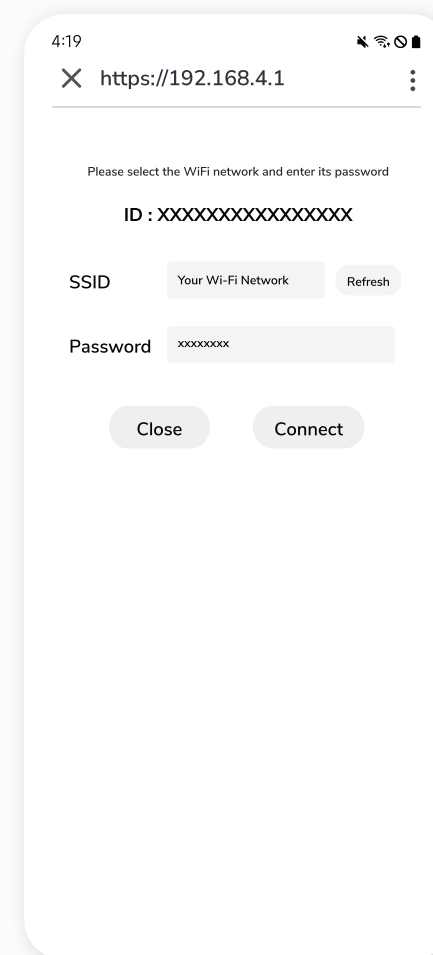 4:19
https://192.168.4.1
Please select the WiFi network and enter its password
ID : XXXXXXXXXXXXXXXX
SSID Your Wi-Fi Network Refresh
Password xxxxxxxx
Close Connect